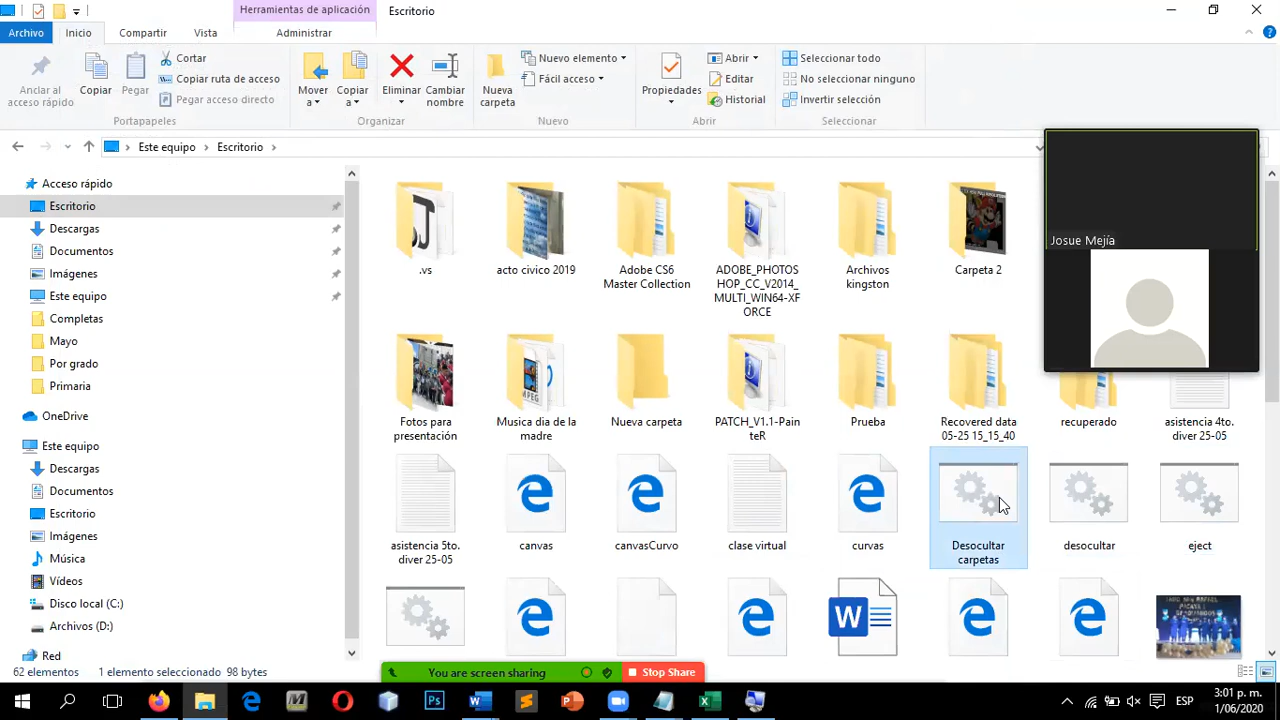 Herramientas de aplicación
Escritorio
Archivo
Inicio
Compartir
Vista
Administrar
Anclar al
acceso rápido
Copiar
Pegar
Cortar
Copiar ruta de acceso
Pegar acceso directo
Portapapeles
Mover
a
Copiar
a
Eliminar
Cambiar
nombre
Organizar
Nueva
carpeta
Nuevo elemento
Fácil acceso
Nuevo
Propiedades
Abrir
Editar
Historial
Abrir
Seleccionar todo
No seleccionar ninguno
Invertir selección
Seleccionar
Este equipo
Escritorio
Acceso rápido
Escritorio
Descargas
Documentos
Imágenes
Este equipo
Completas
Mayo
Por grado
Primaria
OneDrive
Este equipo
Descargas
Documentos
Escritorio
Imágenes
Música
Vídeos
Disco local (C:)
Archivos (D:)
Red
.vs
acto civico 2019
Adobe CS6
Master Collection
ADOBE_PHOTOS
HOP_CC_V2014_
MULTI_WIN64-XF
ORCE
Archivos
kingston
Carpeta 2
Josue Mejía
Fotos para
presentación
Musica dia de la
madre
Nueva carpeta
PATCH_V1.1-Pain
teR
Prueba
Recovered data
05-25 15_15_40
recuperado
asistencia 4to.
diver 25-05
asistencia 5to.
diver 25-05
canvas
canvasCurvo
clase virtual
curvas
Desocultar
carpetas
desocultar
eject
62 elementos
1 elemento seleccionado 98 bytes
You are screen sharing
Stop Share
ESP
3:01 p. m.
1/06/2020